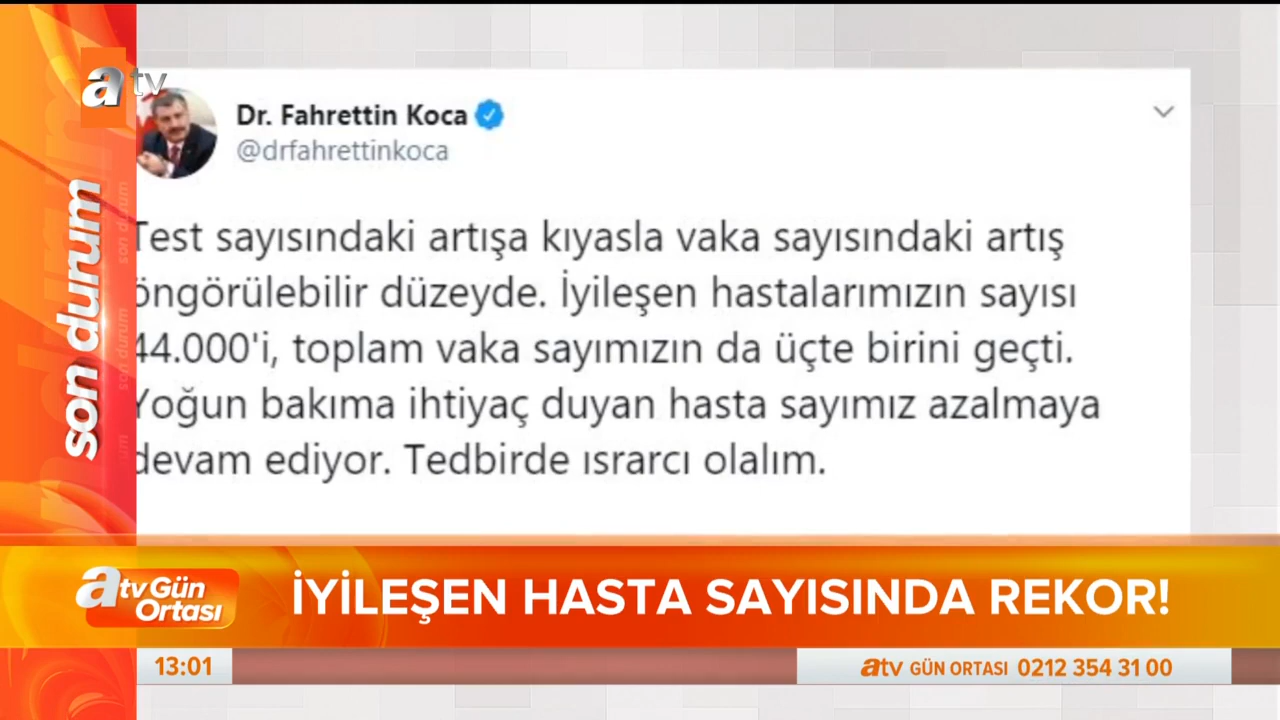 atv
son durum
Dr. Fahrettin Koca
@drfahrettinkoca
Test sayısındaki artışa kıyasla vaka sayısındaki artış
öngörülebilir düzeyde. İyileşen hastalarımızın sayısı
44.000'i, toplam vaka sayımızın da üçte birini geçti.
Yoğun bakıma ihtiyaç duyan hasta sayımız azalmaya
devam ediyor. Tedbirde ısrarcı olalım.
atv Gün
Ortası
İYİLEŞEN HASTA SAYISINDA REKOR!
13:01
atv GÜN ORTASI 0212 354 31 00